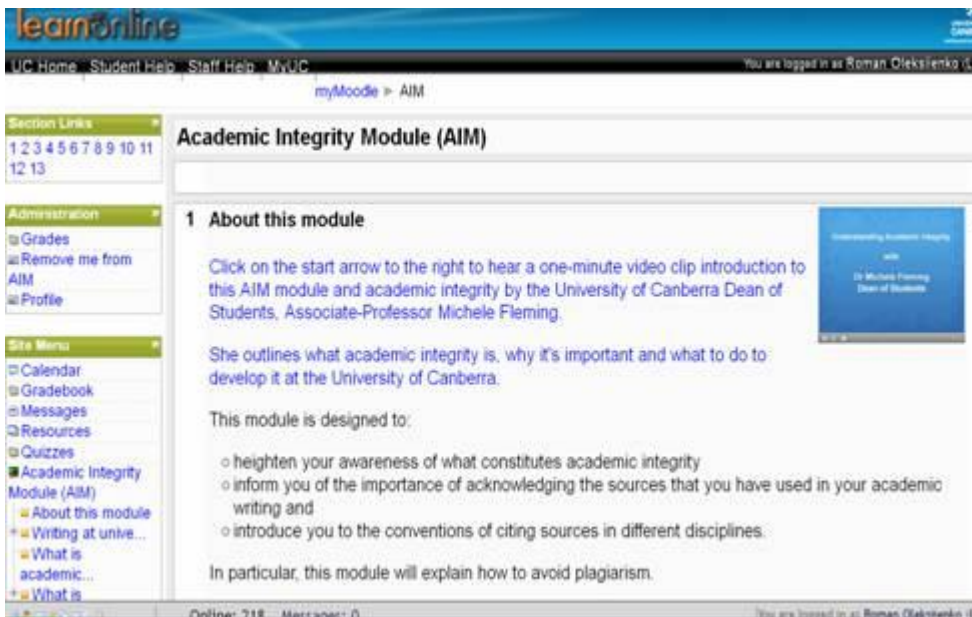 learnonline
UC Home Student Help Staff Help MyUC
You are logged in as Roman Oleksiienko
myMoodle ► AIM
Section Links
1 2 3 4 5 6 7 8 9 10 11
12 13
Administration
Grades
Remove me from
AIM
Profile
Site Menu
Calendar
Gradebook
Messages
Resources
Quizzes
Academic Integrity
Module (AIM)
About this module
Writing at unive...
What is
academic...
What is
Academic Integrity Module (AIM)
1 About this module
Click on the start arrow to the right to hear a one-minute video clip introduction to
this AIM module and academic integrity by the University of Canberra Dean of
Students, Associate-Professor Michele Fleming.
She outlines what academic integrity is, why it's important and what to do to
develop it at the University of Canberra.
This module is designed to:
heighten your awareness of what constitutes academic integrity
inform you of the importance of acknowledging the sources that you have used in your academic
writing and
introduce you to the conventions of citing sources in different disciplines.
In particular, this module will explain how to avoid plagiarism.
Understanding Academic Integrity
with
Dr Michele Fleming
Dean of Students
Online: 218 Messages: 0
You are logged in as Roman Oleksiienko